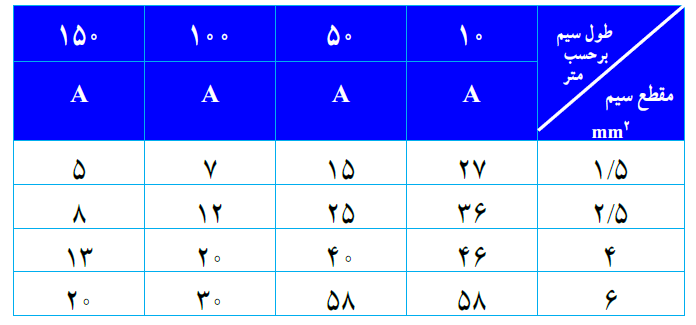 طول سیم برحسب متر
مقطع سیم mm۲
۱۰ ۵۰ ۱۰۰ ۱۵۰
A A A A
۱/۵ ۲۷ ۱۵ ۷ ۵
۲/۵ ۳۶ ۲۵ ۱۲ ۸
۴ ۴۶ ۴۰ ۲۰ ۱۳
۶ ۵۸ ۵۸ ۳۰ ۲۰